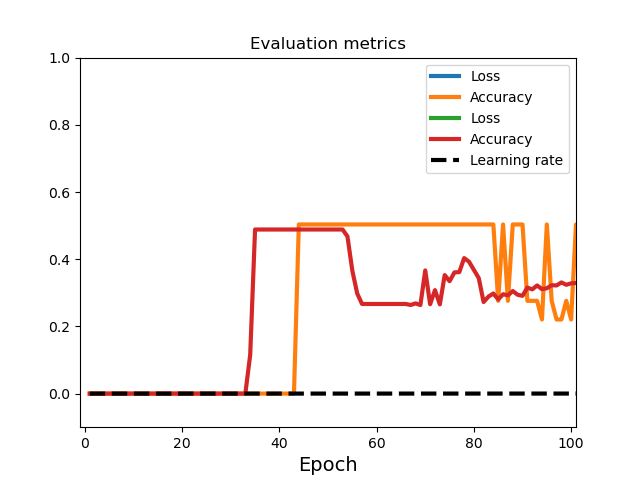 Evaluation metrics
1.0
0.8
0.6
0.4
0.2
0.0
Loss
Accuracy
Loss
Accuracy
Learning rate
0 20 40 60 80 100
Epoch